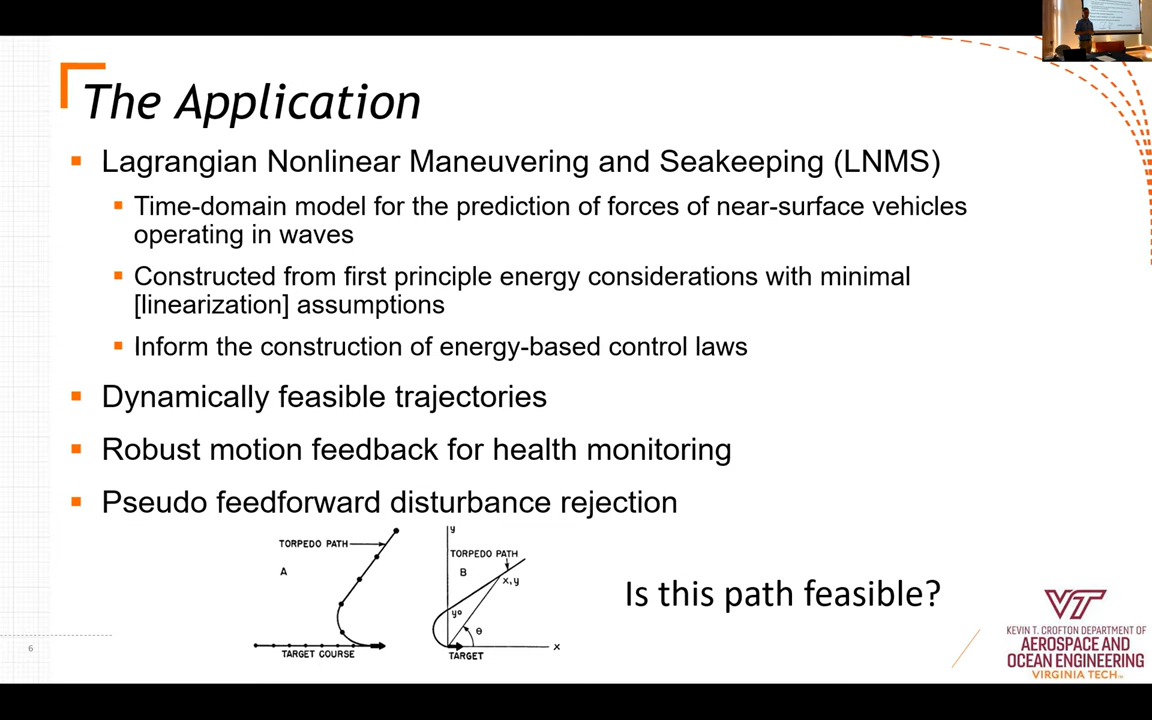 The Application
Lagrangian Nonlinear Maneuvering and Seakeeping (LNMS)
Time-domain model for the prediction of forces of near-surface vehicles
operating in waves
Constructed from first principle energy considerations with minimal
[linearization] assumptions
Inform the construction of energy-based control laws
Dynamically feasible trajectories
Robust motion feedback for health monitoring
Pseudo feedforward disturbance rejection
TORPEDO PATH
A
TARGET COURSE
y
TORPEDO PATH
B
x, y
yo
θ
x
TARGET
Is this path feasible?
6
VT
KEVIN T. CROFTON DEPARTMENT OF
AEROSPACE AND
OCEAN ENGINEERING
VIRGINIA TECH™